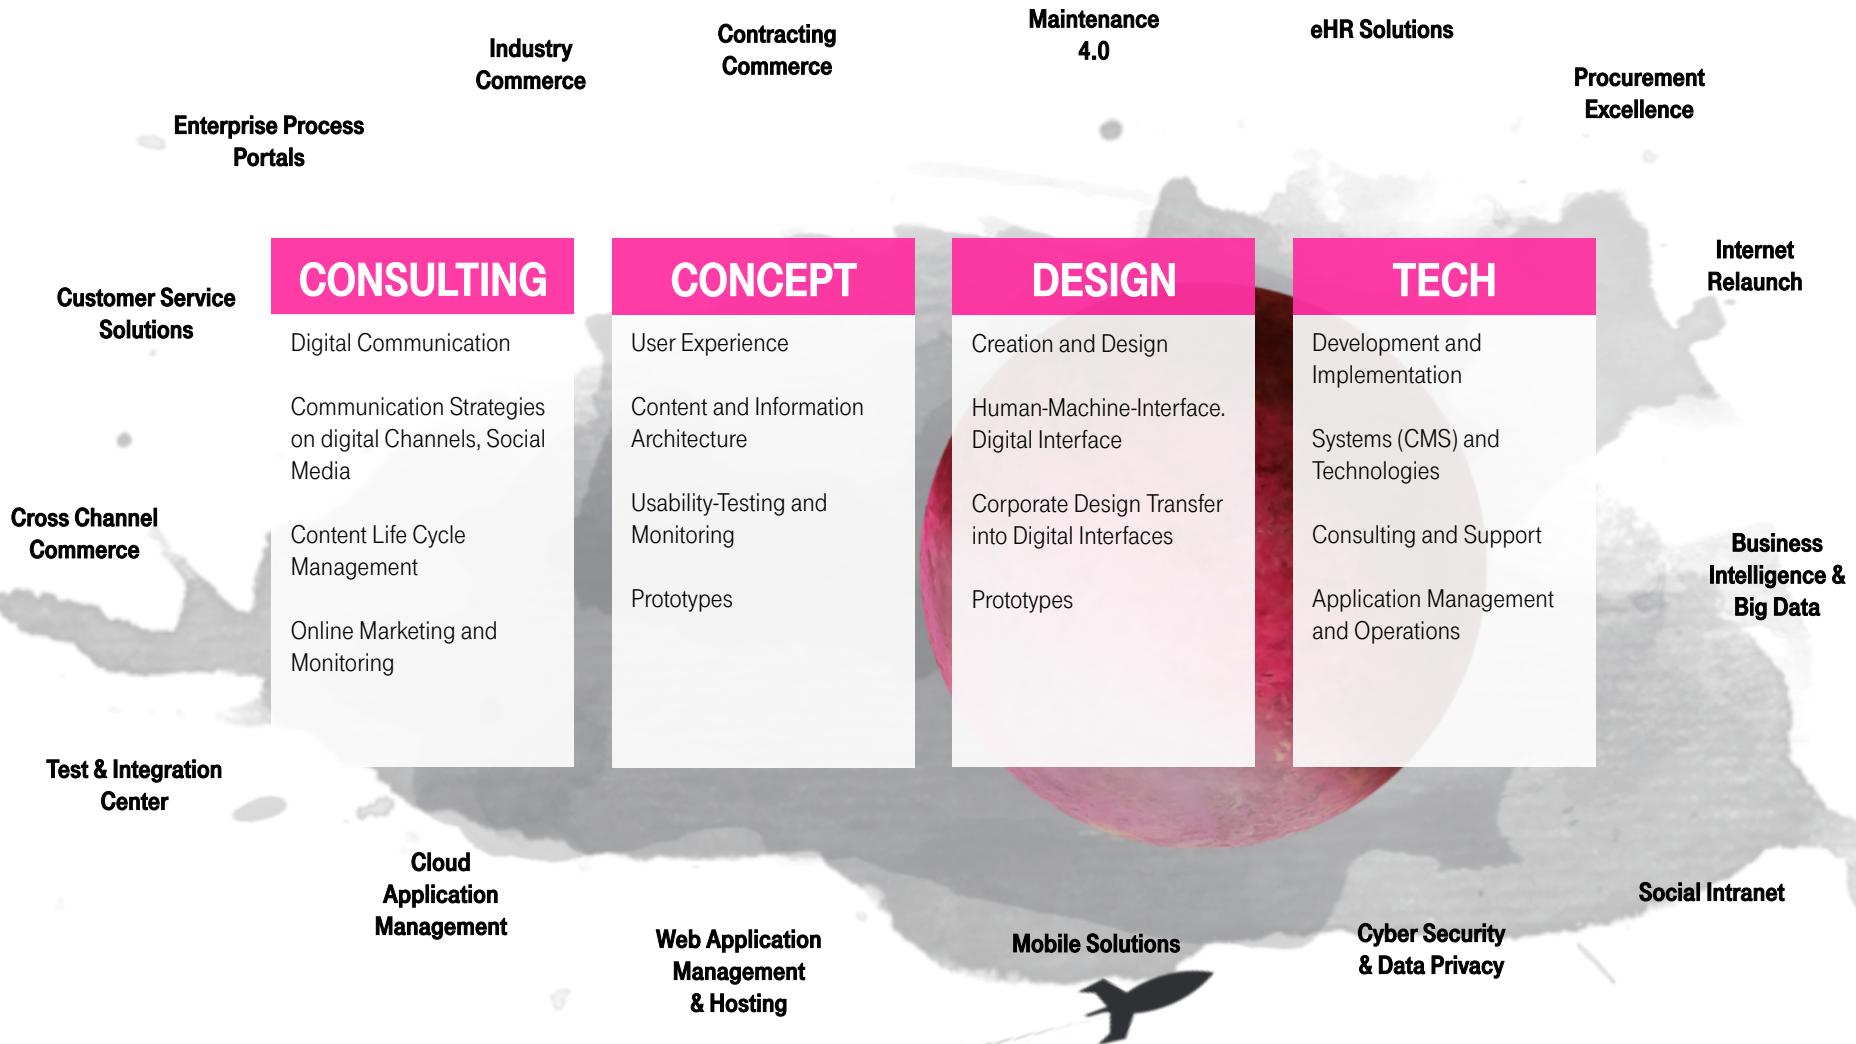 Maintenance
4.0
eHR Solutions
Contracting
Commerce
Industry
Commerce
Procurement
Excellence
Enterprise Process
Portals
Internet
Relaunch
Customer Service
Solutions
CONSULTING
Digital Communication
Communication Strategies
on digital Channels, Social
Media
Content Life Cycle
Management
Online Marketing and
Monitoring
CONCEPT
User Experience
Content and Information
Architecture
Usability-Testing and
Monitoring
Prototypes
DESIGN
Creation and Design
Human-Machine-Interface.
Digital Interface
Corporate Design Transfer
into Digital Interfaces
Prototypes
TECH
Development and
Implementation
Systems (CMS) and
Technologies
Consulting and Support
Application Management
and Operations
Cross Channel
Commerce
Business
Intelligence &
Big Data
Test & Integration
Center
Cloud
Application
Management
Social Intranet
Web Application
Management
& Hosting
Mobile Solutions
Cyber Security
& Data Privacy